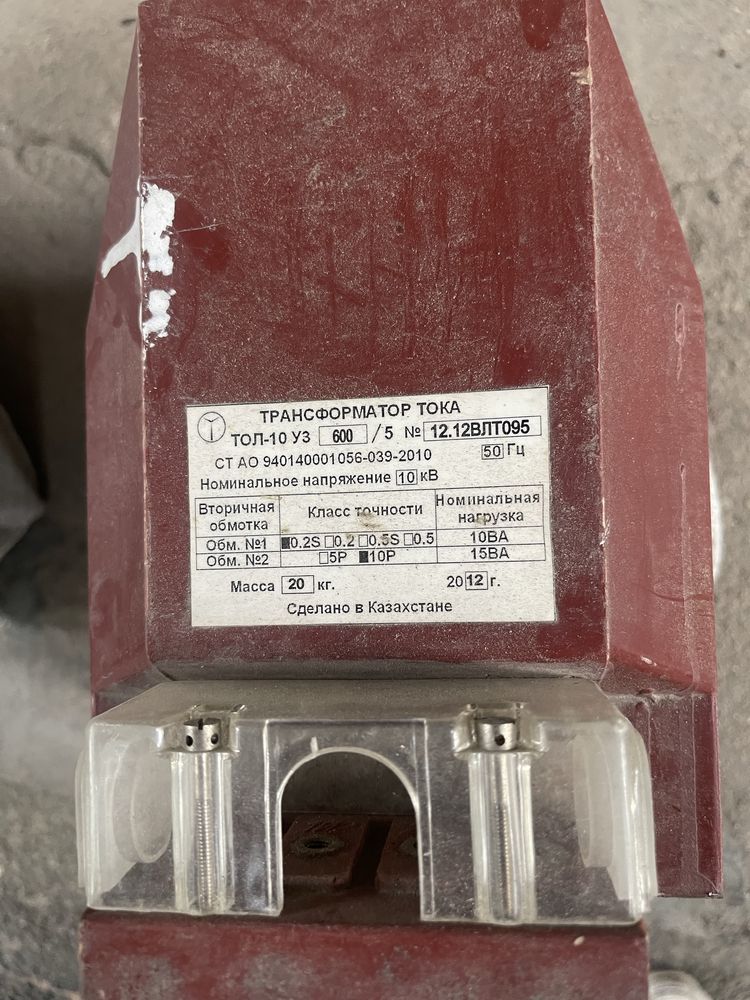 ТРАНСФОРМАТОР ТОКА
ТОЛ-10 У3 600 /5 № 12.12ВЛТ095
СТ АО 940140001056-039-2010 50 Гц
Номинальное напряжение 10 кВ
Вторичная обмотка Класс точности Номинальная нагрузка
Обм. №1 ■0.2S □0.2 □0.5S □0.5 10ВА
Обм. №2 □5Р ■10Р 15ВА
Масса 20 кг. 2012 г.
Сделано в Казахстане